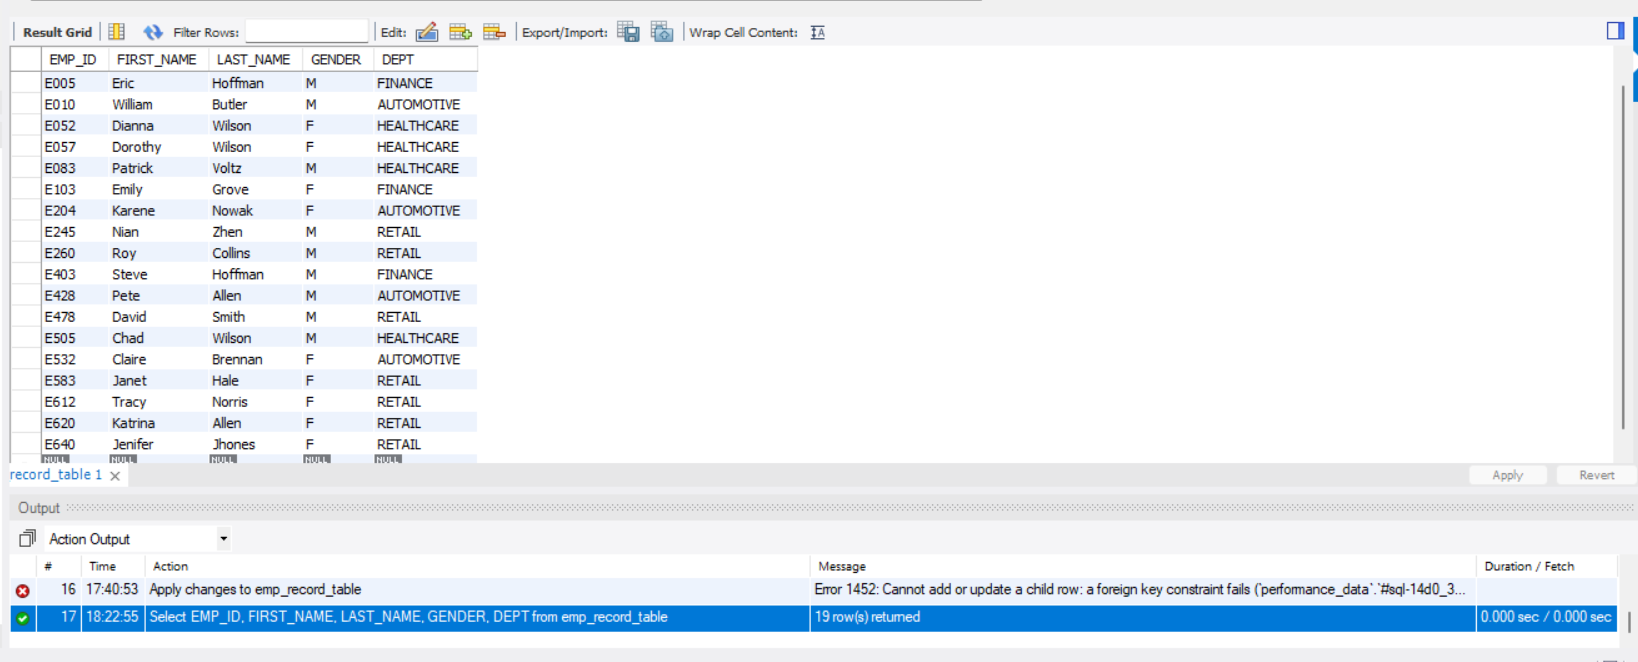 Result Grid Filter Rows: Edit: Export/Import: Wrap Cell Content:
EMP_ID FIRST_NAME LAST_NAME GENDER DEPT
E005 Eric Hoffman M FINANCE
E010 William Butler M AUTOMOTIVE
E052 Dianna Wilson F HEALTHCARE
E057 Dorothy Wilson F HEALTHCARE
E083 Patrick Voltz M HEALTHCARE
E103 Emily Grove F FINANCE
E204 Karene Nowak F AUTOMOTIVE
E245 Nian Zhen M RETAIL
E260 Roy Collins M RETAIL
E403 Steve Hoffman M FINANCE
E428 Pete Allen M AUTOMOTIVE
E478 David Smith M RETAIL
E505 Chad Wilson M HEALTHCARE
E532 Claire Brennan F AUTOMOTIVE
E583 Janet Hale F RETAIL
E612 Tracy Norris F RETAIL
E620 Katrina Allen F RETAIL
E640 Jenifer Jhones F RETAIL
NULL NULL NULL NULL NULL
record_table 1 Apply Revert
Output
Action Output
# Time Action Message Duration / Fetch
16 17:40:53 Apply changes to emp_record_table Error 1452: Cannot add or update a child row: a foreign key constraint fails (`performance_data`.`#sql-14d0_3...
17 18:22:55 Select EMP_ID, FIRST_NAME, LAST_NAME, GENDER, DEPT from emp_record_table 19 row(s) returned 0.000 sec / 0.000 sec